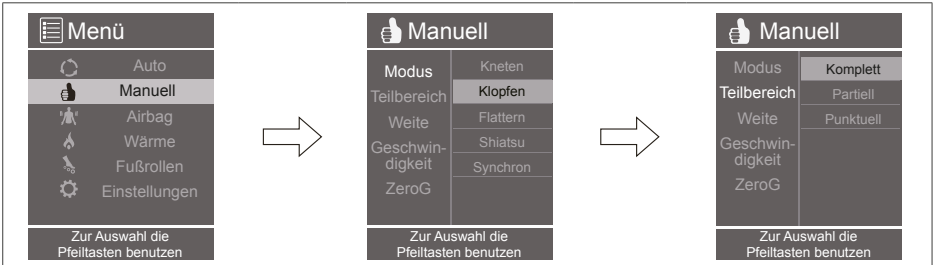 Menü
Auto
Manuell
Airbag
Wärme
Fußrollen
Einstellungen
Zur Auswahl die
Pfeiltasten benutzen
Manuell
Modus
Teilbereich
Weite
Geschwin-
digkeit
ZeroG
Kneten
Klopfen
Flattern
Shiatsu
Synchron
Zur Auswahl die
Pfeiltasten benutzen
Manuell
Modus
Teilbereich
Weite
Geschwin-
digkeit
ZeroG
Komplett
Partiell
Punktuell
Zur Auswahl die
Pfeiltasten benutzen